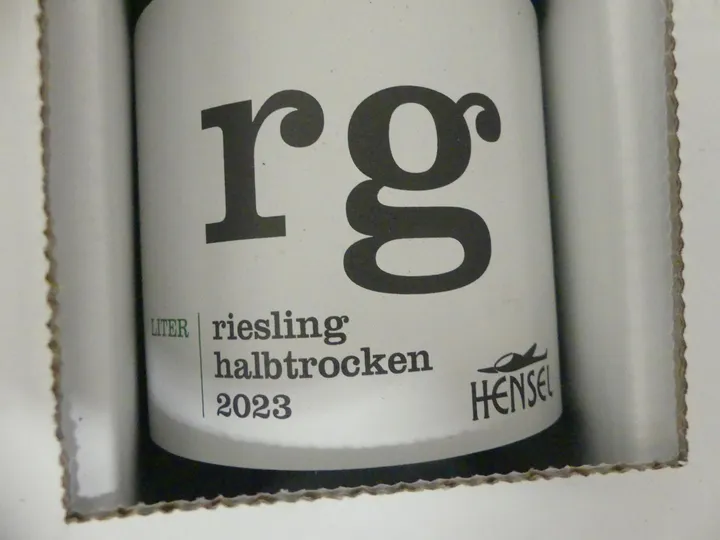 rg
LITER
riesling
halbtrocken
2023
HENSEL